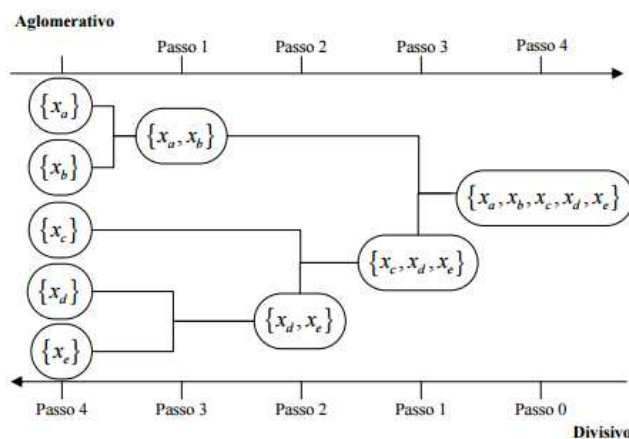 Aglomerativo
Passo 1 Passo 2 Passo 3 Passo 4
{x_a}
{x_a, x_b}
{x_b}
{x_a, x_b, x_c, x_d, x_e}
{x_c}
{x_c, x_d, x_e}
{x_d}
{x_d, x_e}
{x_e}
Passo 4 Passo 3 Passo 2 Passo 1 Passo 0
Divisivo